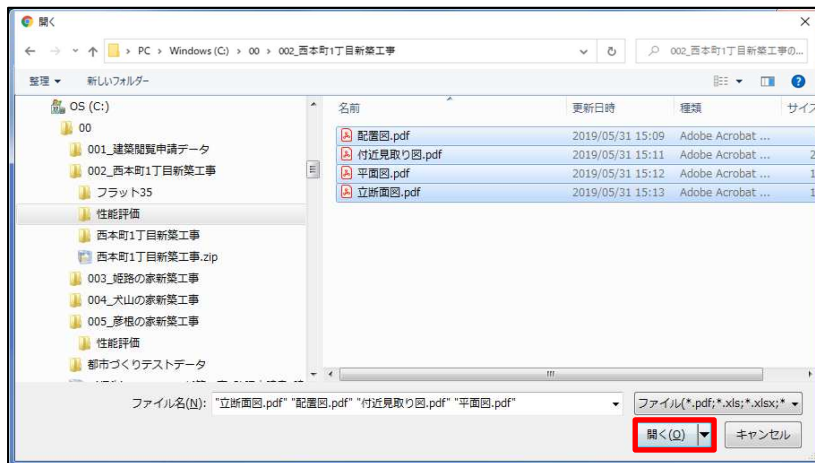 開く
PC › Windows (C:) › 00 › 002_西本町1丁目新築工事
002_西本町1丁目新築工事の...
整理 新しいフォルダー
OS (C:)
00
001_建築閲覧申請データ
002_西本町1丁目新築工事
フラット35
性能評価
西本町1丁目新築工事
西本町1丁目新築工事.zip
003_姫路の家新築工事
004_犬山の家新築工事
005_彦根の家新築工事
性能評価
都市づくりテストデータ
名前 更新日時 種類 サイズ
配置図.pdf 2019/05/31 15:09 Adobe Acrobat ...
付近見取り図.pdf 2019/05/31 15:11 Adobe Acrobat ... 2
平面図.pdf 2019/05/31 15:12 Adobe Acrobat ... 1
立断面図.pdf 2019/05/31 15:13 Adobe Acrobat ... 1
ファイル名(N): "立断面図.pdf" "配置図.pdf" "付近見取り図.pdf" "平面図.pdf"
ファイル(*.pdf;*.xls;*.xlsx;*
開く(O) キャンセル